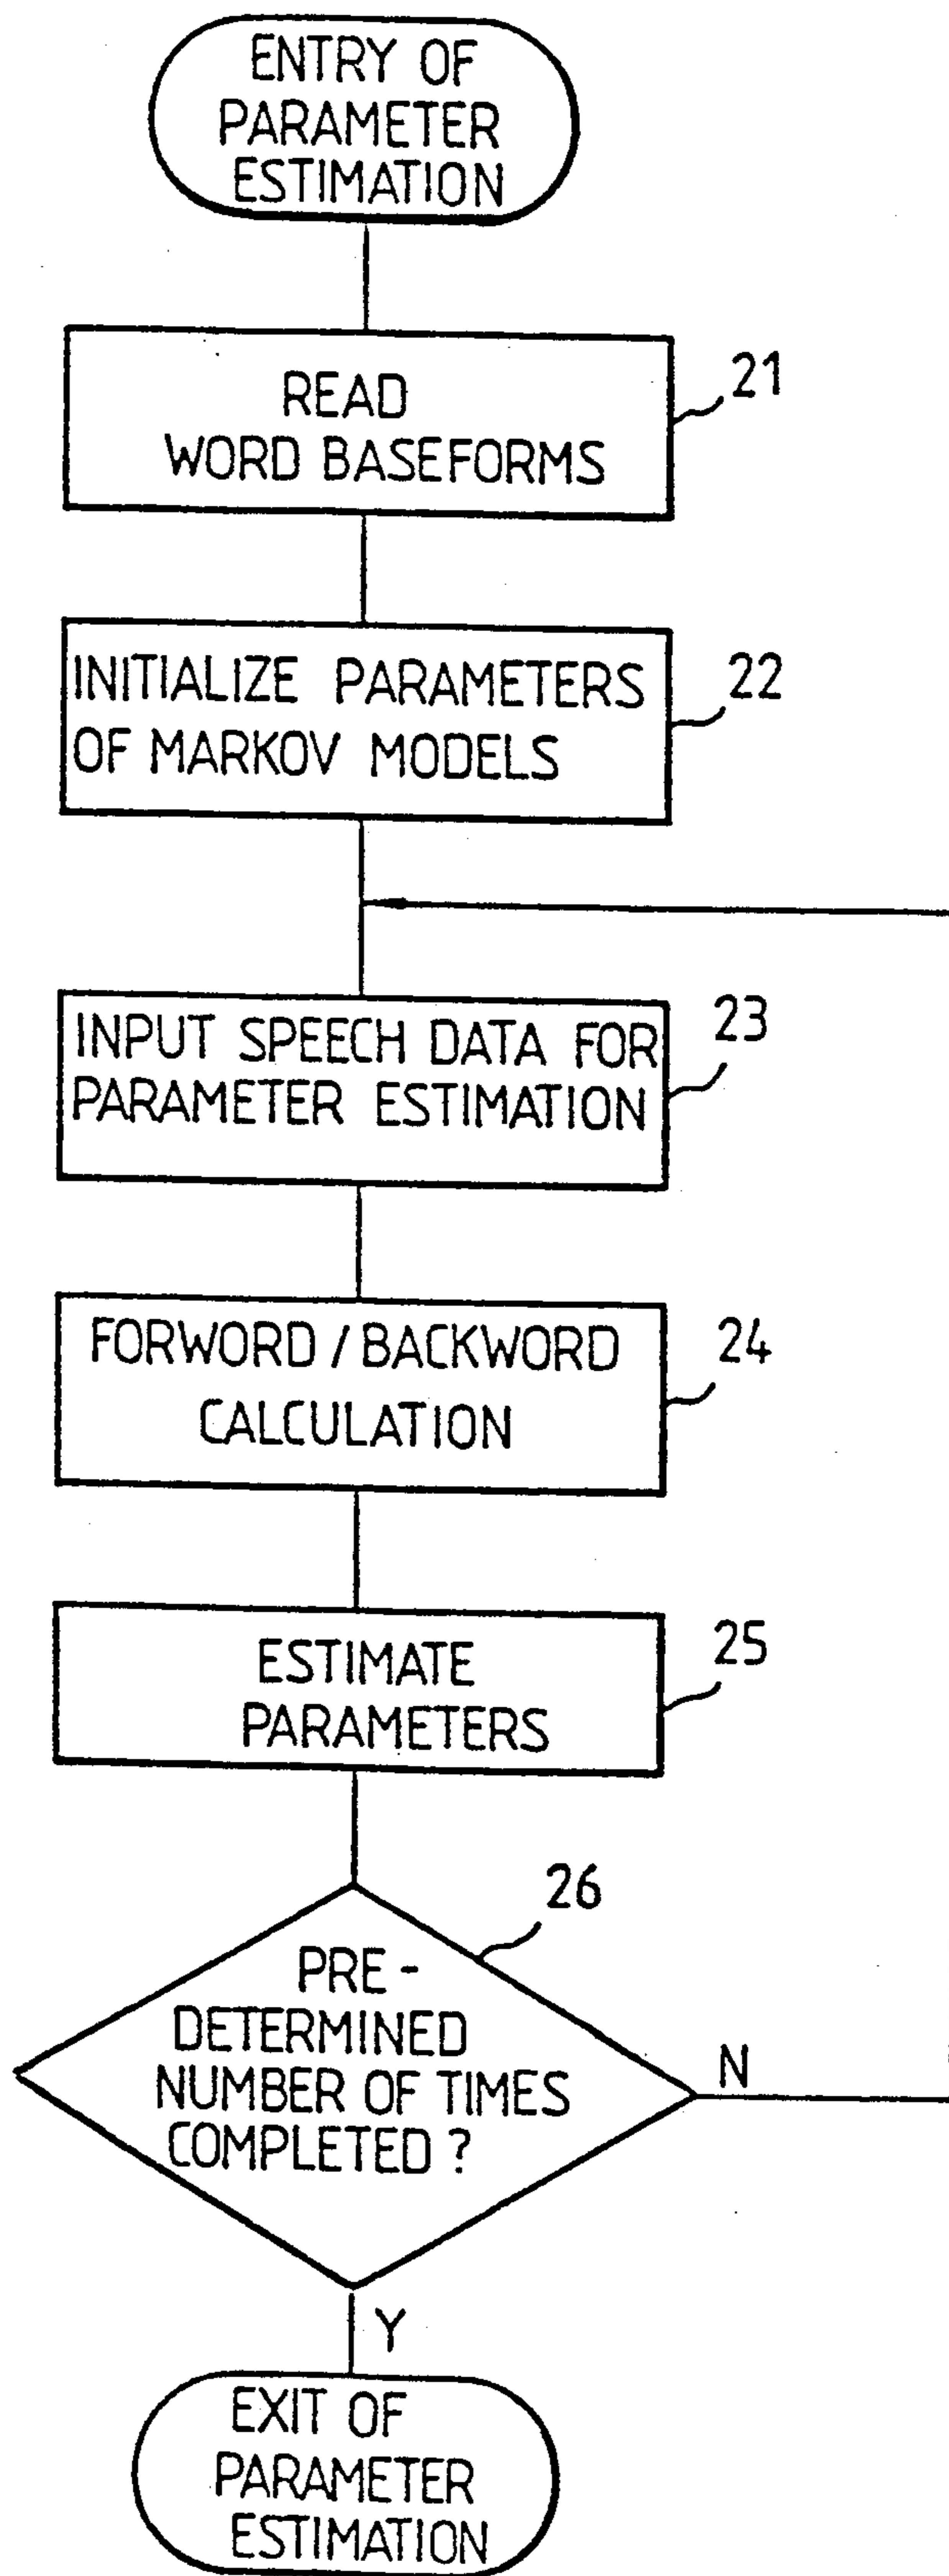 ENTRY OF
PARAMETER
ESTIMATION
21
READ
WORD BASEFORMS
22
INITIALIZE PARAMETERS
OF MARKOV MODELS
23
INPUT SPEECH DATA FOR
PARAMETER ESTIMATION
24
FORWORD / BACKWORD
CALCULATION
25
ESTIMATE
PARAMETERS
26
PRE-
DETERMINED
NUMBER OF TIMES
COMPLETED ?
N
Y
EXIT OF
PARAMETER
ESTIMATION